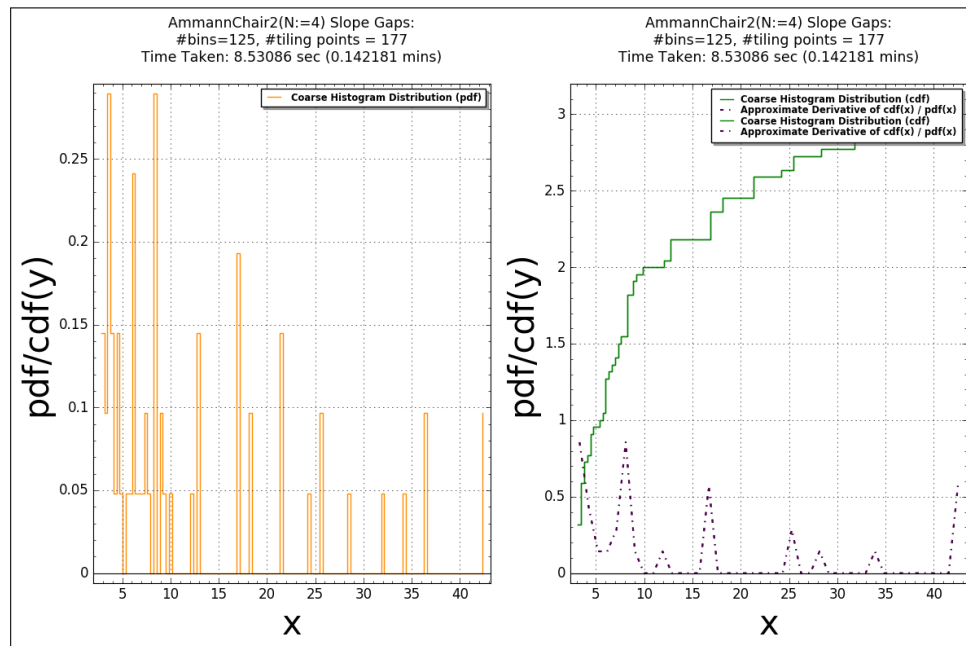 AmmannChair2(N:=4) Slope Gaps:
#bins=125, #tiling points = 177
Time Taken: 8.53086 sec (0.142181 mins)
Coarse Histogram Distribution (pdf)
pdf/cdf(y)
0.25
0.2
0.15
0.1
0.05
0
5 10 15 20 25 30 35 40
x
AmmannChair2(N:=4) Slope Gaps:
#bins=125, #tiling points = 177
Time Taken: 8.53086 sec (0.142181 mins)
Coarse Histogram Distribution (cdf)
Approximate Derivative of cdf(x) / pdf(x)
Coarse Histogram Distribution (cdf)
Approximate Derivative of cdf(x) / pdf(x)
pdf/cdf(y)
3
2.5
2
1.5
1
0.5
0
5 10 15 20 25 30 35 40
x